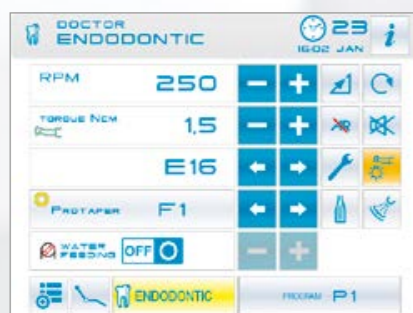 DOCTOR
ENDODONTIC
23
16:02 JAN
i
RPM 250
TORQUE NCM 1,5
E16
PROTAPER F1
WATER FEEDING OFF
ENDODONTIC PROGRAM P1